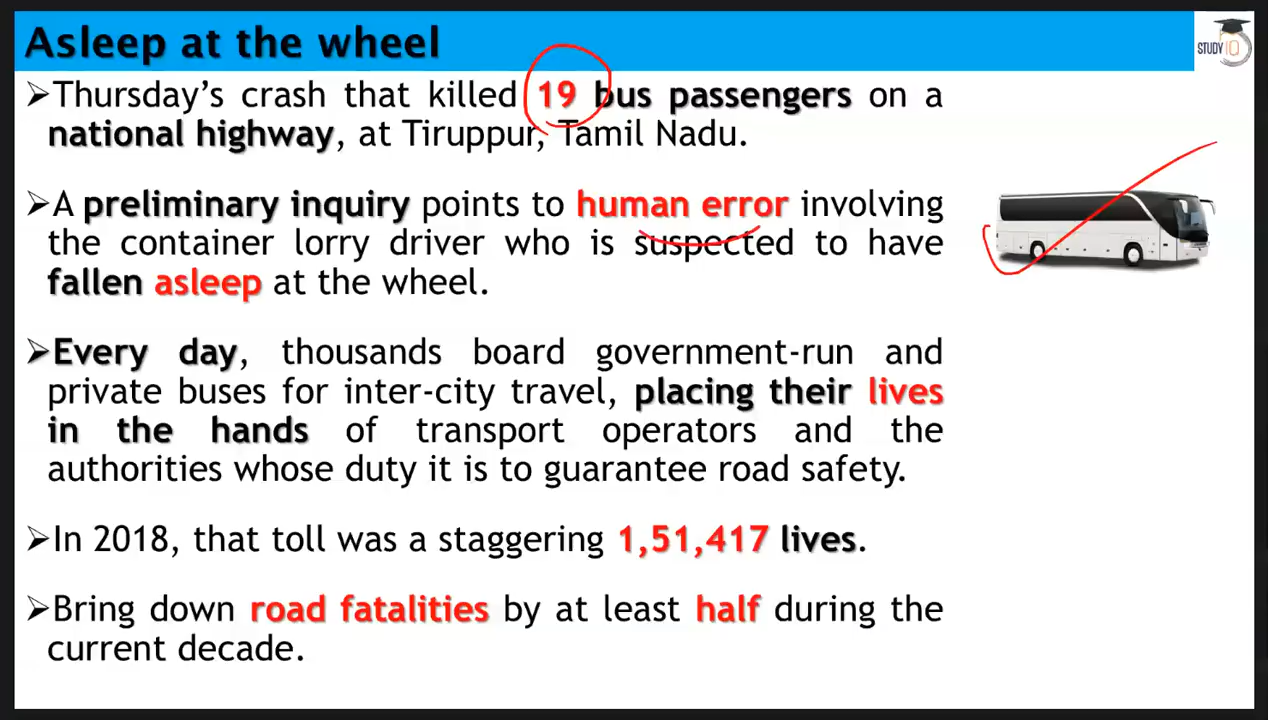 Asleep at the wheel
STUDY IQ
➢Thursday's crash that killed 19 bus passengers on a
national highway, at Tiruppur, Tamil Nadu.
➢A preliminary inquiry points to human error involving
the container lorry driver who is suspected to have
fallen asleep at the wheel.
➢Every day, thousands board government-run and
private buses for inter-city travel, placing their lives
in the hands of transport operators and the
authorities whose duty it is to guarantee road safety.
➢In 2018, that toll was a staggering 1,51,417 lives.
➢Bring down road fatalities by at least half during the
current decade.